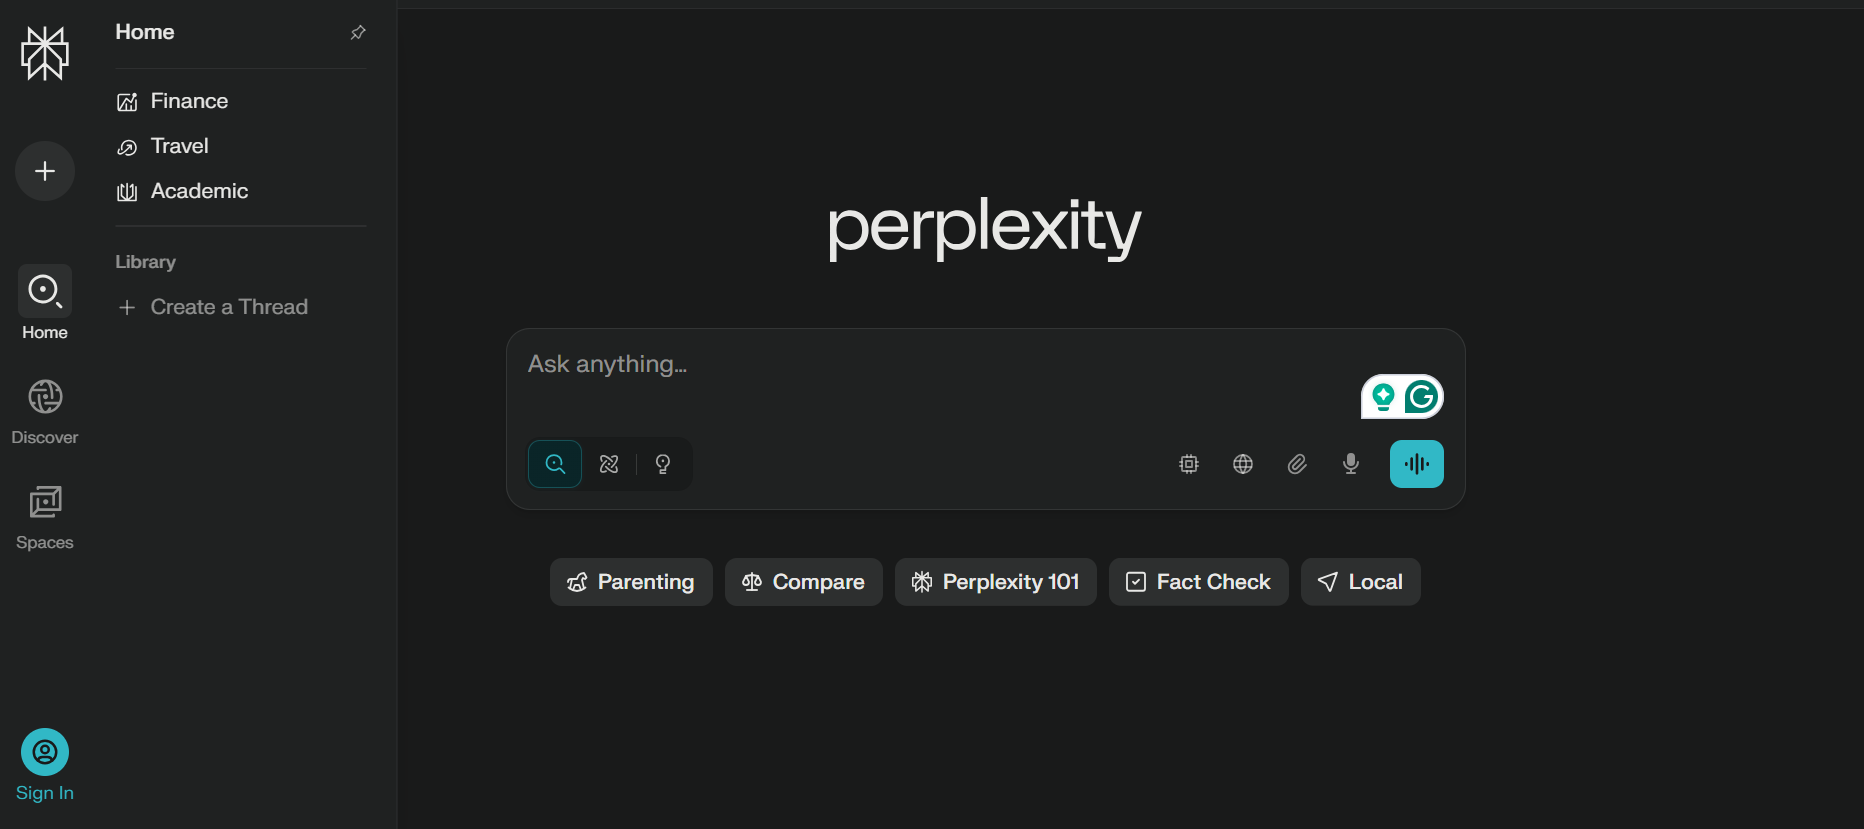 Home
Finance
Travel
Academic
Library
Create a Thread
Home
Discover
Spaces
Sign In
perplexity
Ask anything...
Parenting
Compare
Perplexity 101
Fact Check
Local